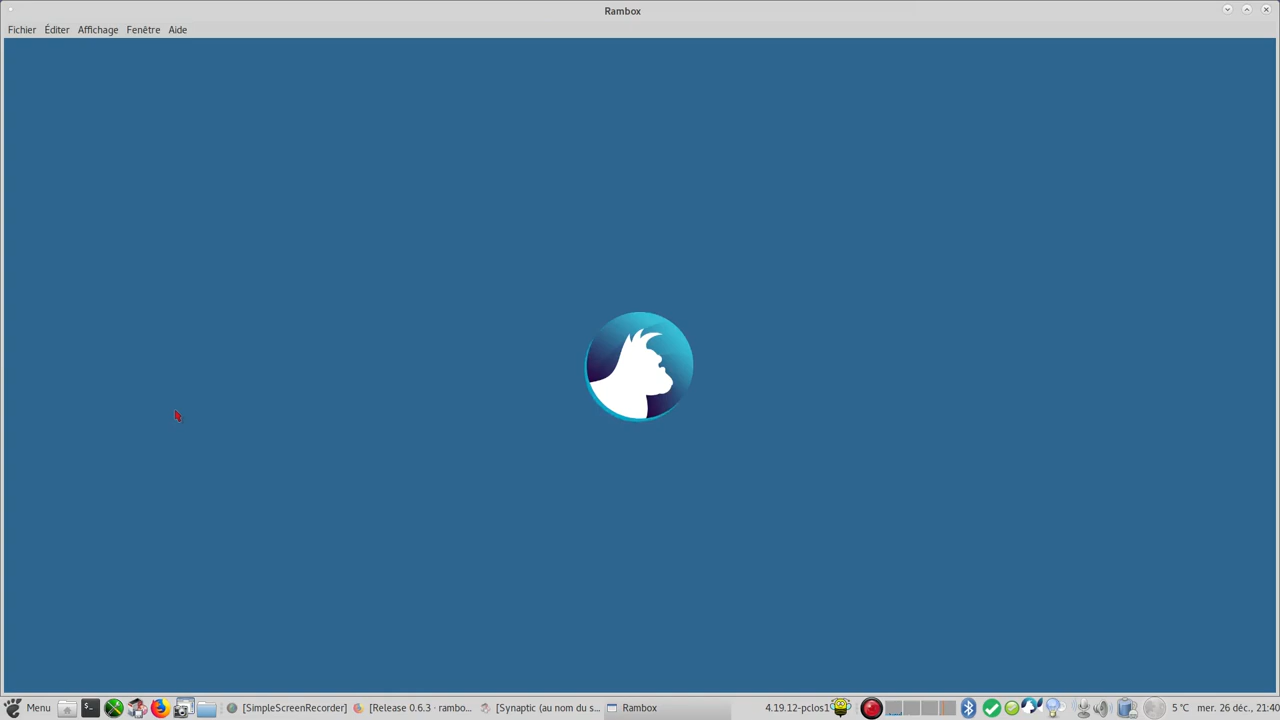 Rambox
Fichier Éditer Affichage Fenêtre Aide
Menu [SimpleScreenRecorder] [Release 0.6.3 · rambo... [Synaptic (au nom du s... Rambox 4.19.12-pclos1 5 °C mer. 26 déc., 21:40